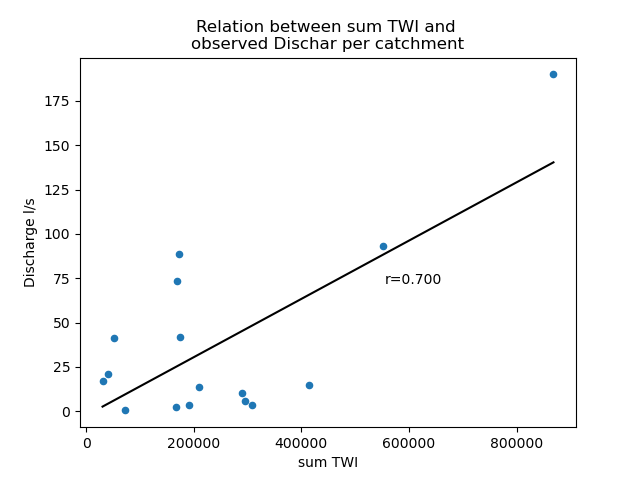 Relation between sum TWI and
observed Dischar per catchment
Discharge l/s
175
150
125
100
75
50
25
0
r=0.700
0 200000 400000 600000 800000
sum TWI